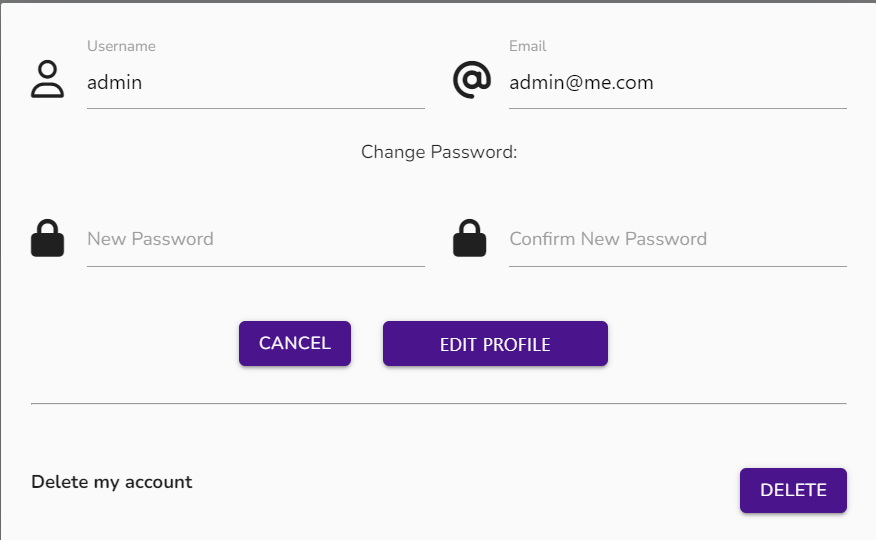 Username
Email
admin
admin@me.com
Change Password:
New Password
Confirm New Password
CANCEL
EDIT PROFILE
Delete my account
DELETE